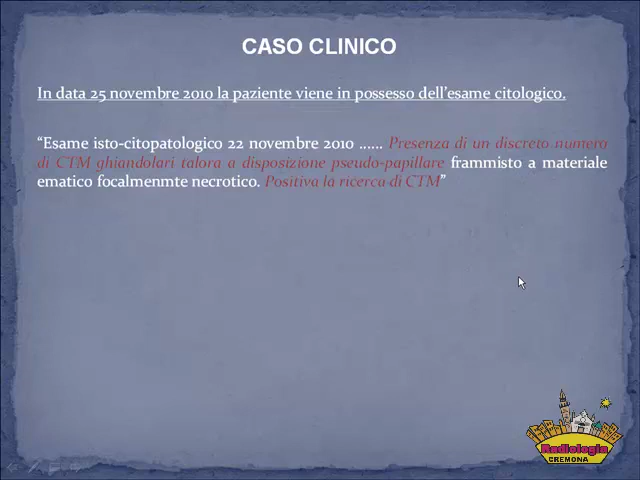 CASO CLINICO
In data 25 novembre 2010 la paziente viene in possesso dell'esame citologico.
“Esame isto-citopatologico 22 novembre 2010 ...... Presenza di un discreto numero
di CTM ghiandolari talora a disposizione pseudo-papillare frammisto a materiale
ematico focalmenmte necrotico. Positiva la ricerca di CTM”
Radiologia
CREMONA